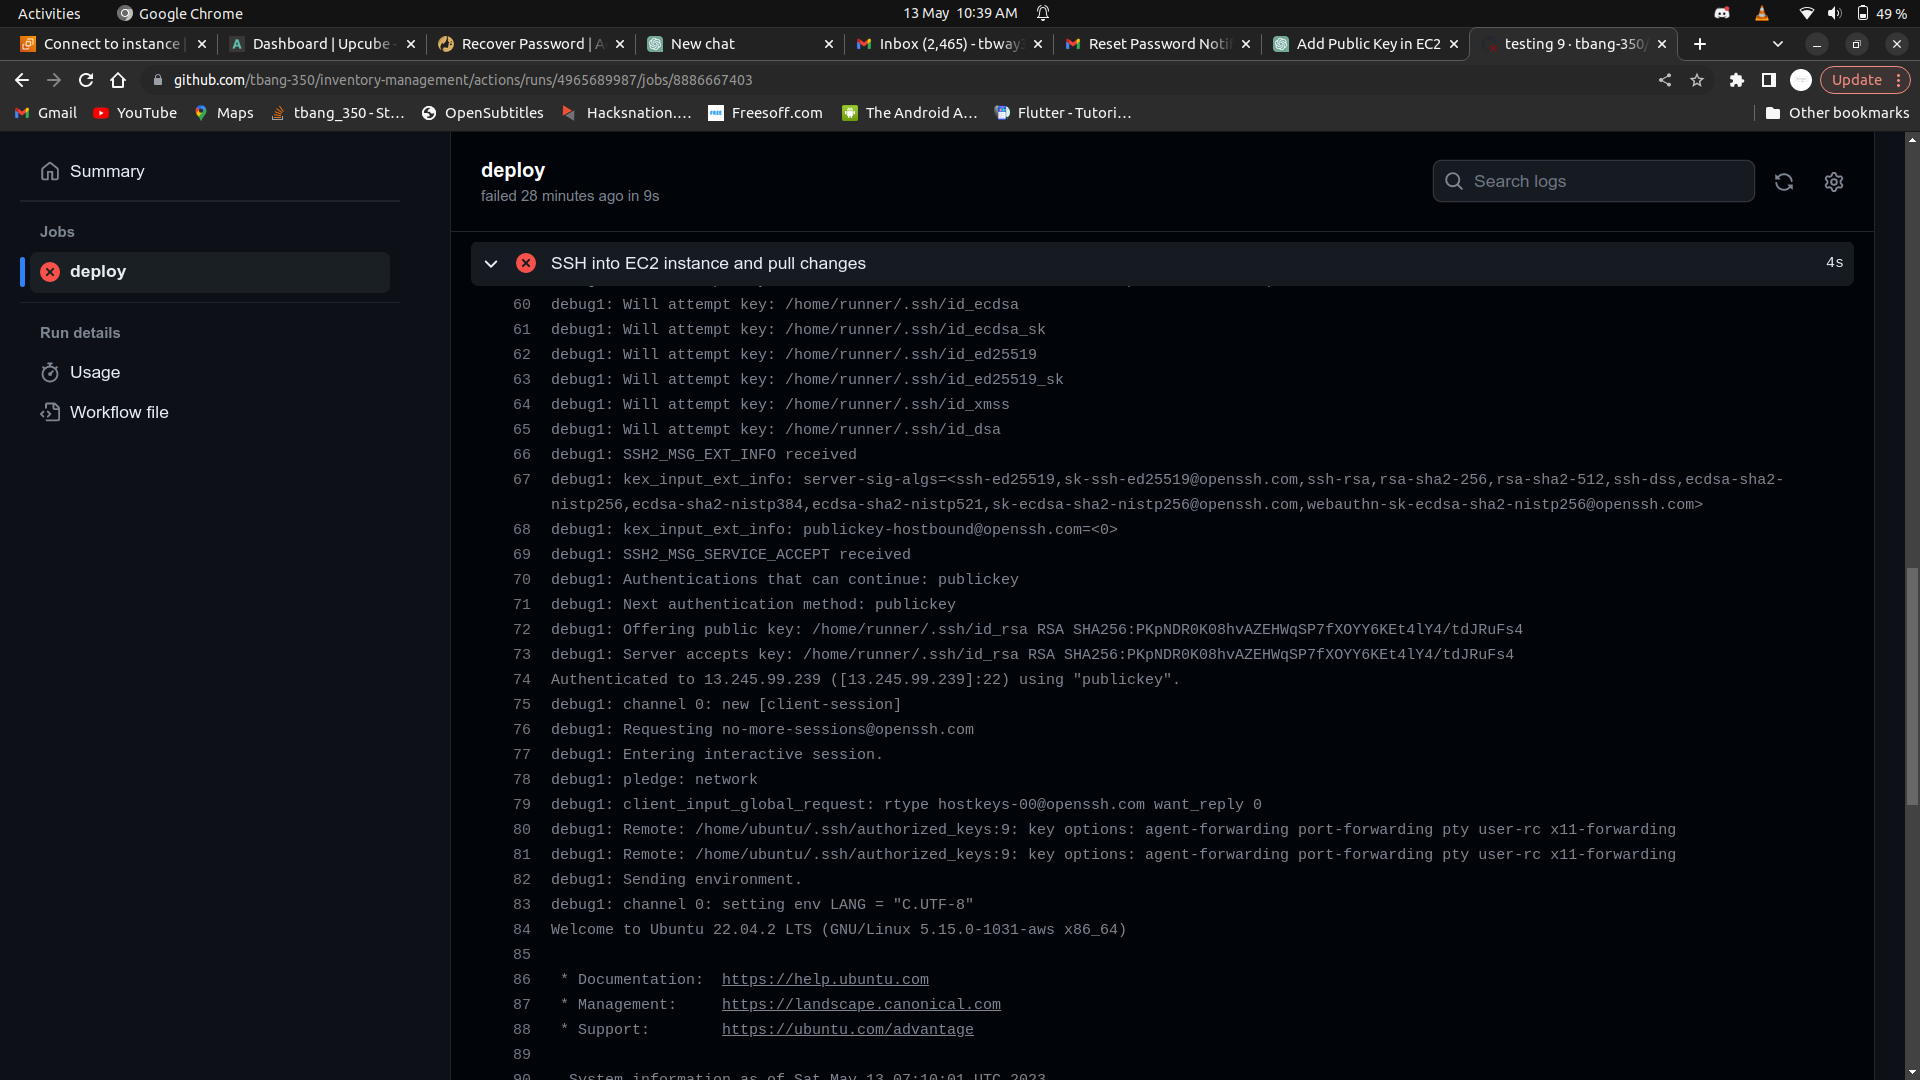 Activities
Google Chrome
13 May 10:39 AM
49 %
Connect to instance |
Dashboard | Upcube -
Recover Password | A
New chat
Inbox (2,465) - tbway
Reset Password Noti
Add Public Key in EC2
testing 9 · tbang-350/
github.com/tbang-350/inventory-management/actions/runs/4965689987/jobs/8886667403
Update
Gmail
YouTube
Maps
tbang_350 - St...
OpenSubtitles
Hacksnation....
Freesoff.com
The Android A...
Flutter - Tutori...
Other bookmarks
Summary
Jobs
deploy
Run details
Usage
Workflow file
deploy
failed 28 minutes ago in 9s
Search logs
SSH into EC2 instance and pull changes
4s
60 debug1: Will attempt key: /home/runner/.ssh/id_ecdsa
61 debug1: Will attempt key: /home/runner/.ssh/id_ecdsa_sk
62 debug1: Will attempt key: /home/runner/.ssh/id_ed25519
63 debug1: Will attempt key: /home/runner/.ssh/id_ed25519_sk
64 debug1: Will attempt key: /home/runner/.ssh/id_xmss
65 debug1: Will attempt key: /home/runner/.ssh/id_dsa
66 debug1: SSH2_MSG_EXT_INFO received
67 debug1: kex_input_ext_info: server-sig-algs=<ssh-ed25519,sk-ssh-ed25519@openssh.com,ssh-rsa,rsa-sha2-256,rsa-sha2-512,ssh-dss,ecdsa-sha2-
nistp256,ecdsa-sha2-nistp384,ecdsa-sha2-nistp521,sk-ecdsa-sha2-nistp256@openssh.com,webauthn-sk-ecdsa-sha2-nistp256@openssh.com>
68 debug1: kex_input_ext_info: publickey-hostbound@openssh.com=<0>
69 debug1: SSH2_MSG_SERVICE_ACCEPT received
70 debug1: Authentications that can continue: publickey
71 debug1: Next authentication method: publickey
72 debug1: Offering public key: /home/runner/.ssh/id_rsa RSA SHA256:PKpNDR0K08hvAZEHWqSP7fXOYY6KEt4lY4/tdJRuFs4
73 debug1: Server accepts key: /home/runner/.ssh/id_rsa RSA SHA256:PKpNDR0K08hvAZEHWqSP7fXOYY6KEt4lY4/tdJRuFs4
74 Authenticated to 13.245.99.239 ([13.245.99.239]:22) using "publickey".
75 debug1: channel 0: new [client-session]
76 debug1: Requesting no-more-sessions@openssh.com
77 debug1: Entering interactive session.
78 debug1: pledge: network
79 debug1: client_input_global_request: rtype hostkeys-00@openssh.com want_reply 0
80 debug1: Remote: /home/ubuntu/.ssh/authorized_keys:9: key options: agent-forwarding port-forwarding pty user-rc x11-forwarding
81 debug1: Remote: /home/ubuntu/.ssh/authorized_keys:9: key options: agent-forwarding port-forwarding pty user-rc x11-forwarding
82 debug1: Sending environment.
83 debug1: channel 0: setting env LANG = "C.UTF-8"
84 Welcome to Ubuntu 22.04.2 LTS (GNU/Linux 5.15.0-1031-aws x86_64)
85
86 * Documentation: https://help.ubuntu.com
87 * Management: https://landscape.canonical.com
88 * Support: https://ubuntu.com/advantage
89
90 System information as of Sat May 13 07:10:01 UTC 2023